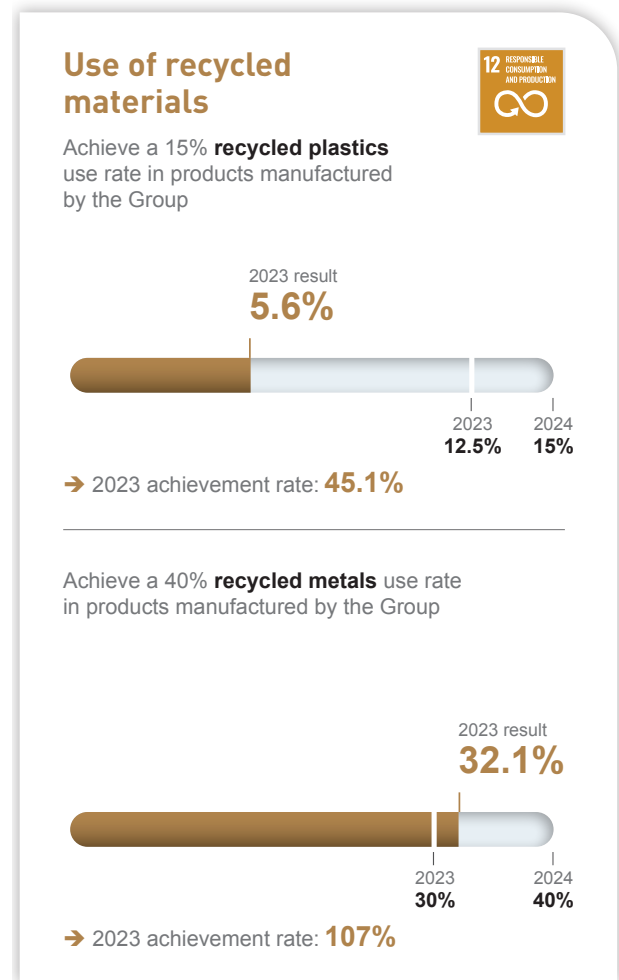 Use of recycled
materials
12 RESPONSIBLE
CONSUMPTION
AND PRODUCTION
Achieve a 15% recycled plastics
use rate in products manufactured
by the Group
2023 result
5.6%
2023 2024
12.5% 15%
➔ 2023 achievement rate: 45.1%
Achieve a 40% recycled metals use rate
in products manufactured by the Group
2023 result
32.1%
2023 2024
30% 40%
➔ 2023 achievement rate: 107%